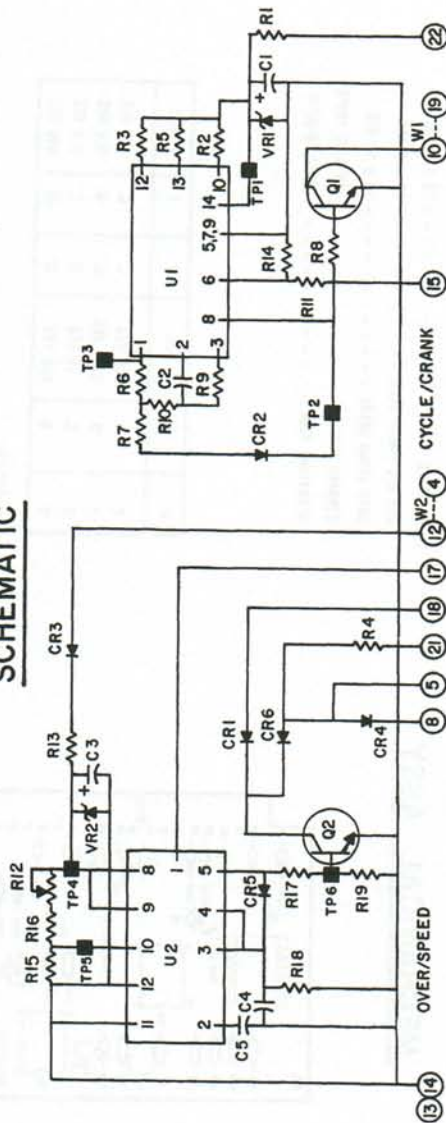 SCHEMATIC
R12
R16
R15
TP4
TP5
R13
CR3
C3
+
VR2
8
9
10
12
11
U2
1
5
4
3
2
CR5
R17
C5
C4
R18
TP6
R19
Q2
CR1
CR6
R4
CR4
OVER/SPEED
13 14
8
5
21
18
17
12 W2 4
TP3
R7
R6
R10
C2
R9
1
2
3
U1
12
13
10
R3
R5
R2
8
6
5,7,9
14
CR2
TP2
R14
R11
R8
TP1
VR1
+
C1
R1
Q1
CYCLE/CRANK
15
10 W1 19
22